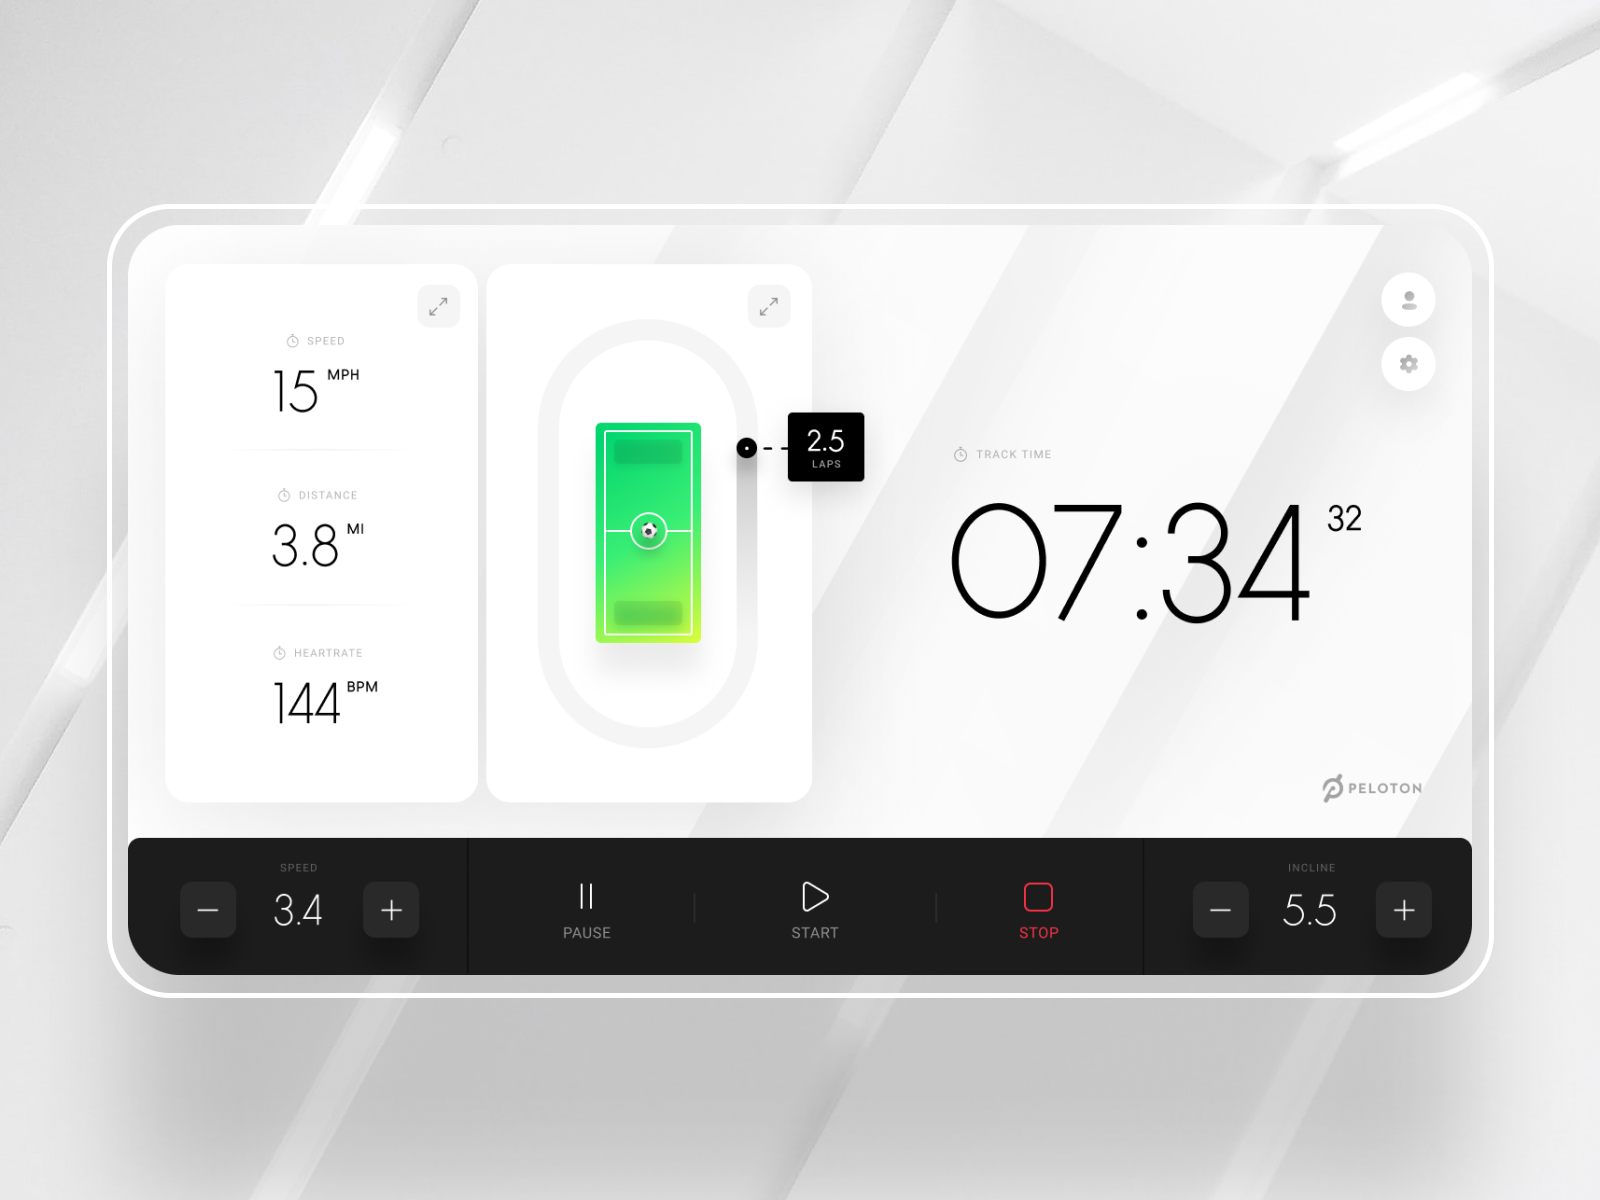 SPEED
15 MPH
DISTANCE
3.8 MI
HEARTRATE
144 BPM
2.5
LAPS
TRACK TIME
07:34 32
PELOTON
SPEED
3.4
PAUSE
START
STOP
INCLINE
5.5